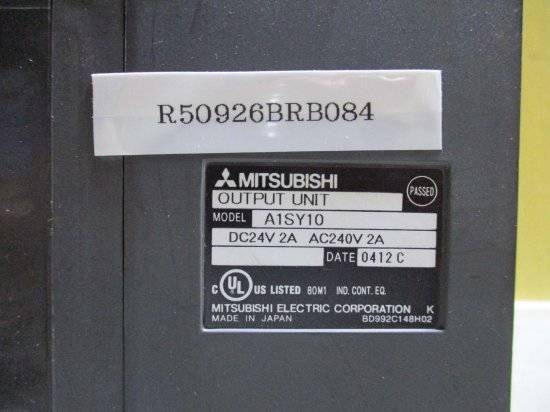 R50926BRB084
MITSUBISHI
PASSED
OUTPUT UNIT
MODEL A1SY10
DC24V 2A AC240V 2A
DATE 0412 C
C UL US LISTED 80M1 IND. CONT. EQ.
MITSUBISHI ELECTRIC CORPORATION K
MADE IN JAPAN BD992C148H02